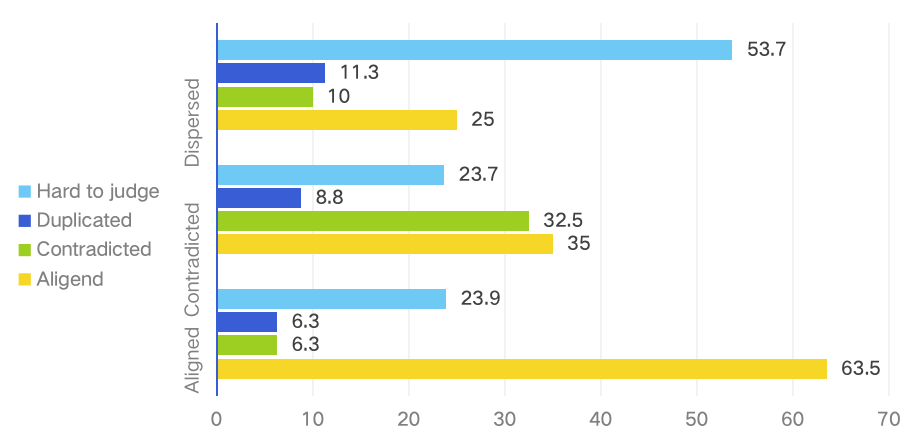 Hard to judge
Duplicated
Contradicted
Aligend
Dispersed
Contradicted
Aligned
53.7
11.3
10
25
23.7
8.8
32.5
35
23.9
6.3
6.3
63.5
0 10 20 30 40 50 60 70